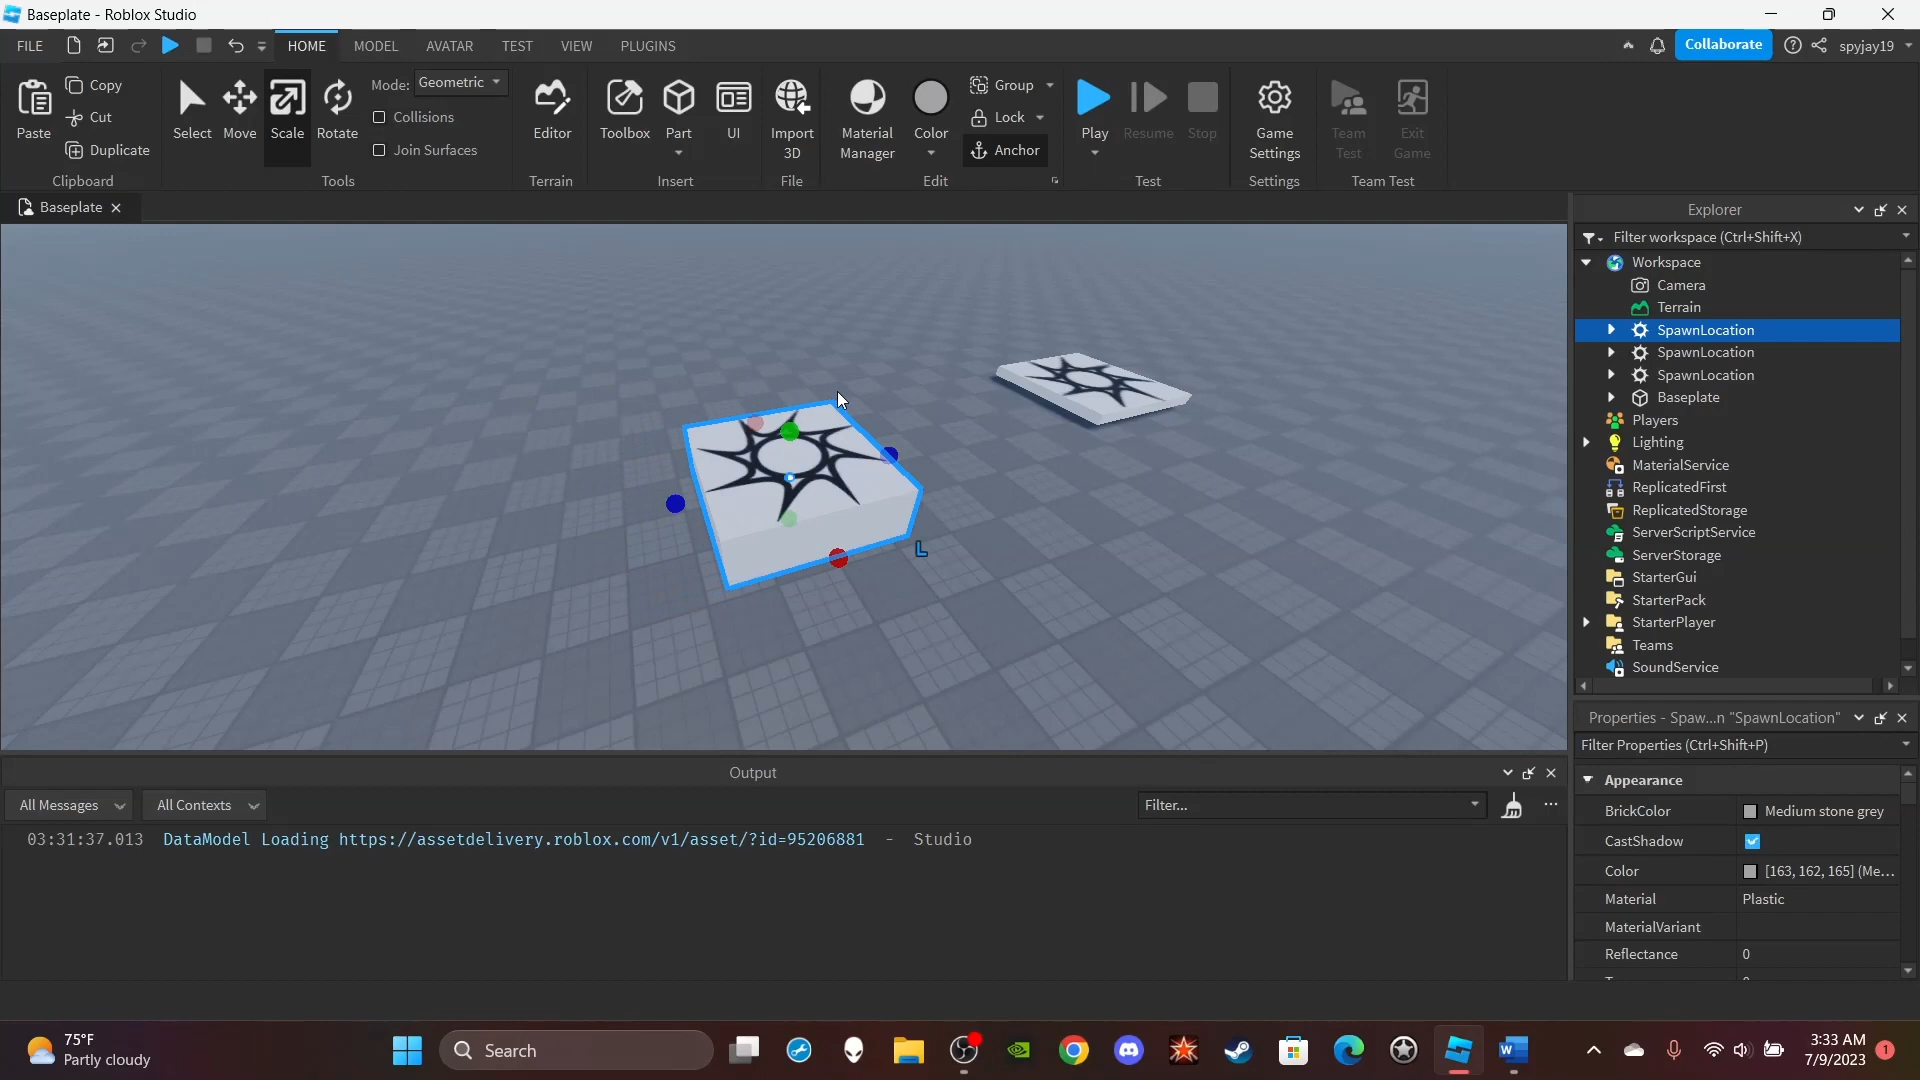 Baseplate - Roblox Studio
FILE HOME MODEL AVATAR TEST VIEW PLUGINS Collaborate spyjay19
Paste Copy Cut Duplicate
Clipboard
Select Move Scale Rotate Mode: Geometric
Collisions
Join Surfaces
Tools
Editor
Terrain
Toolbox Part UI
Insert
Import 3D
File
Material Manager Color Group Lock Anchor
Edit
Play Resume Stop
Test
Game Settings
Settings
Team Test Exit Game
Team Test
Baseplate
L
Explorer
Filter workspace (Ctrl+Shift+X)
Workspace
Camera
Terrain
SpawnLocation
SpawnLocation
SpawnLocation
Baseplate
Players
Lighting
MaterialService
ReplicatedFirst
ReplicatedStorage
ServerScriptService
ServerStorage
StarterGui
StarterPack
StarterPlayer
Teams
SoundService
Properties - Spaw...n "SpawnLocation"
Filter Properties (Ctrl+Shift+P)
Appearance
BrickColor Medium stone grey
CastShadow
Color [163, 162, 165] (Me...
Material Plastic
MaterialVariant
Reflectance 0
Output
All Messages All Contexts Filter...
03:31:37.013 DataModel Loading https://assetdelivery.roblox.com/v1/asset/?id=95206881 - Studio
75°F
Partly cloudy
Search
3:33 AM
7/9/2023
1